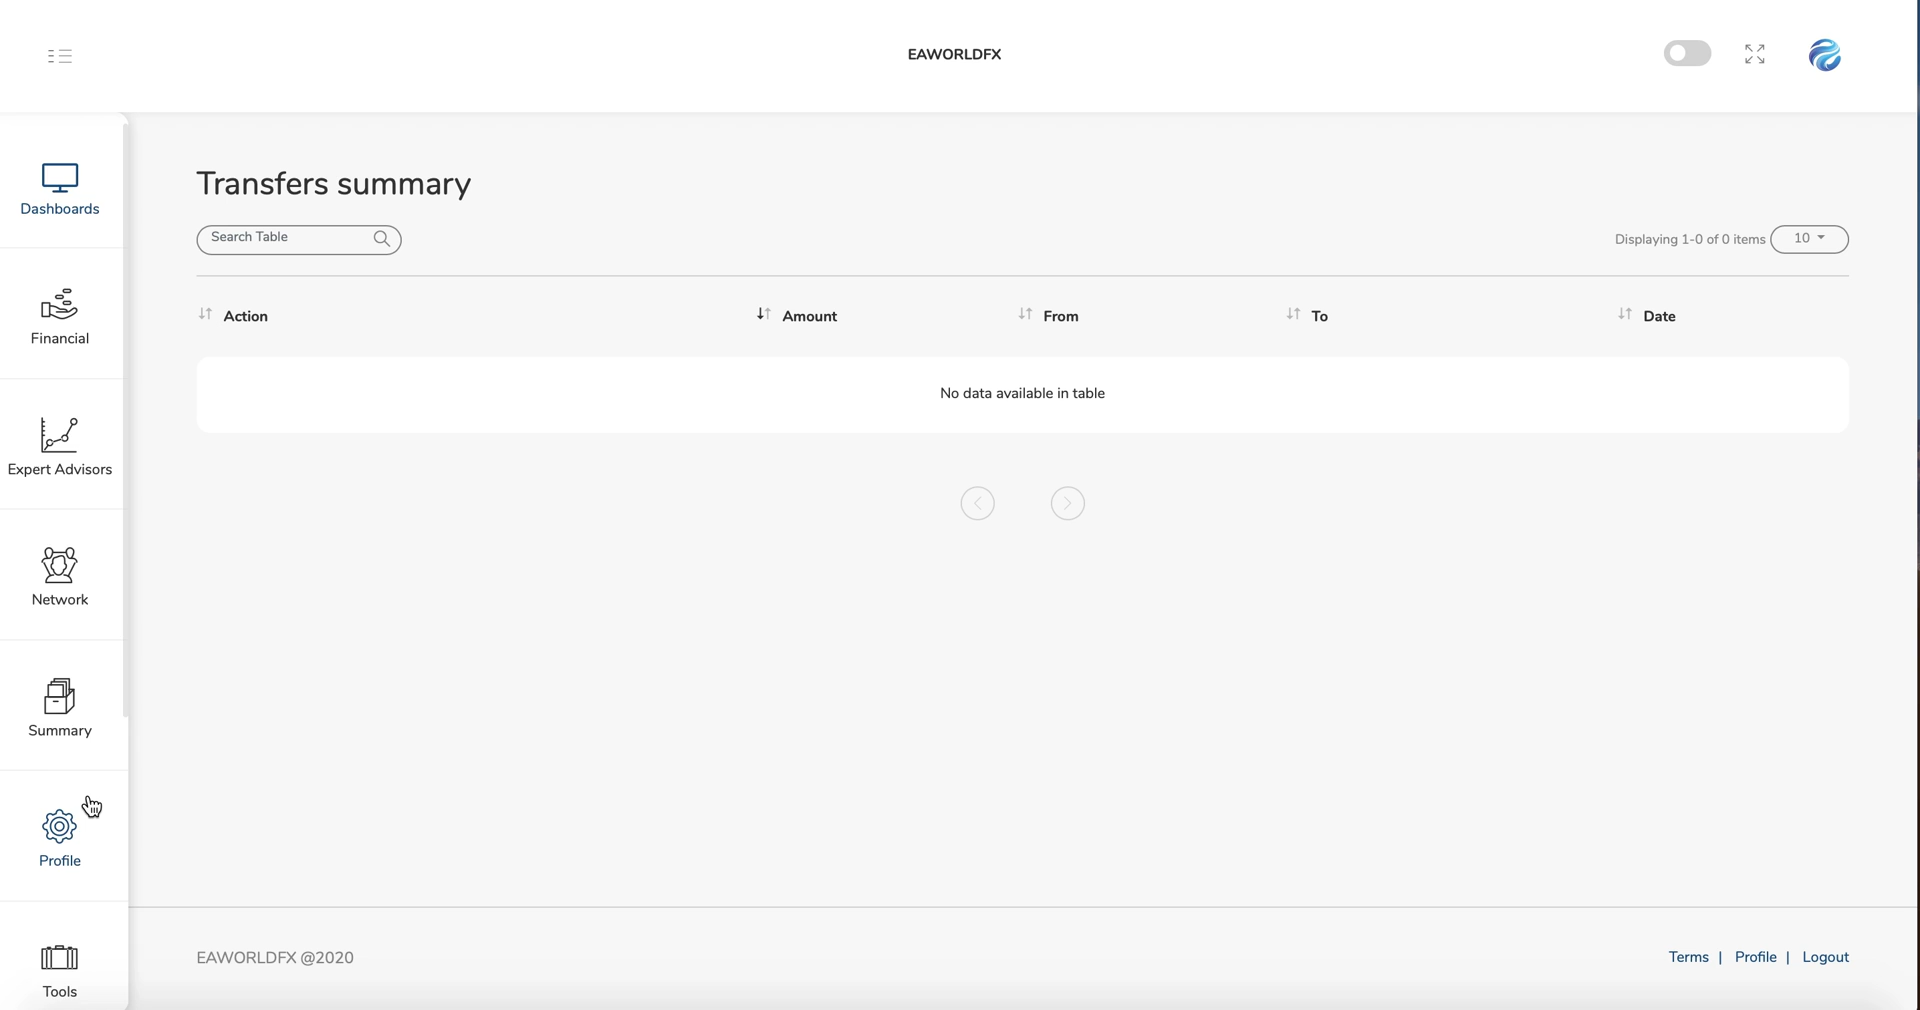 EAWORLDFX
Dashboards
Financial
Expert Advisors
Network
Summary
Profile
Tools
Transfers summary
Search Table
Displaying 1-0 of 0 items 10
Action Amount From To Date
No data available in table
EAWORLDFX @2020
Terms | Profile | Logout